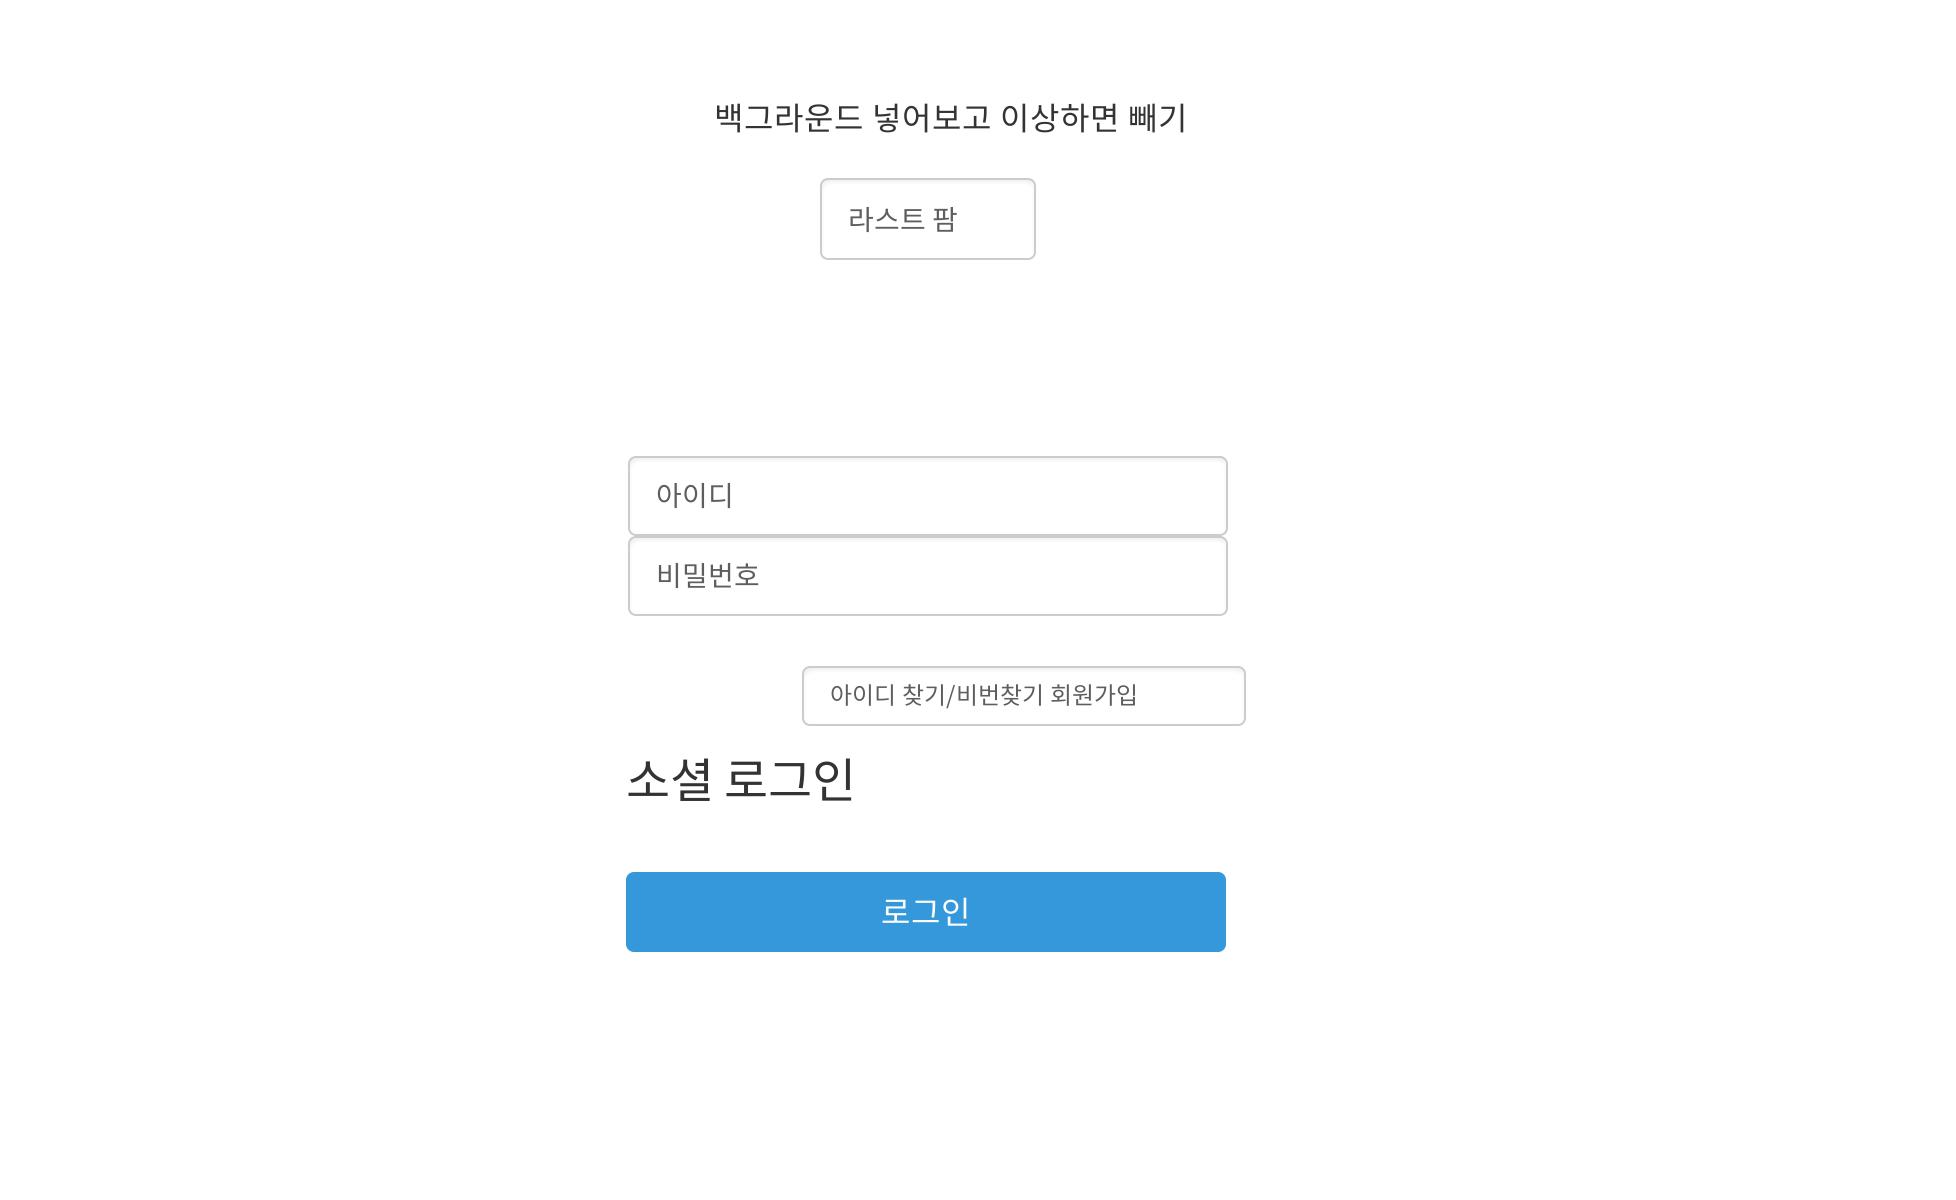 백그라운드 넣어보고 이상하면 빼기
라스트 팜
아이디
비밀번호
아이디 찾기/비번찾기 회원가입
소셜 로그인
로그인